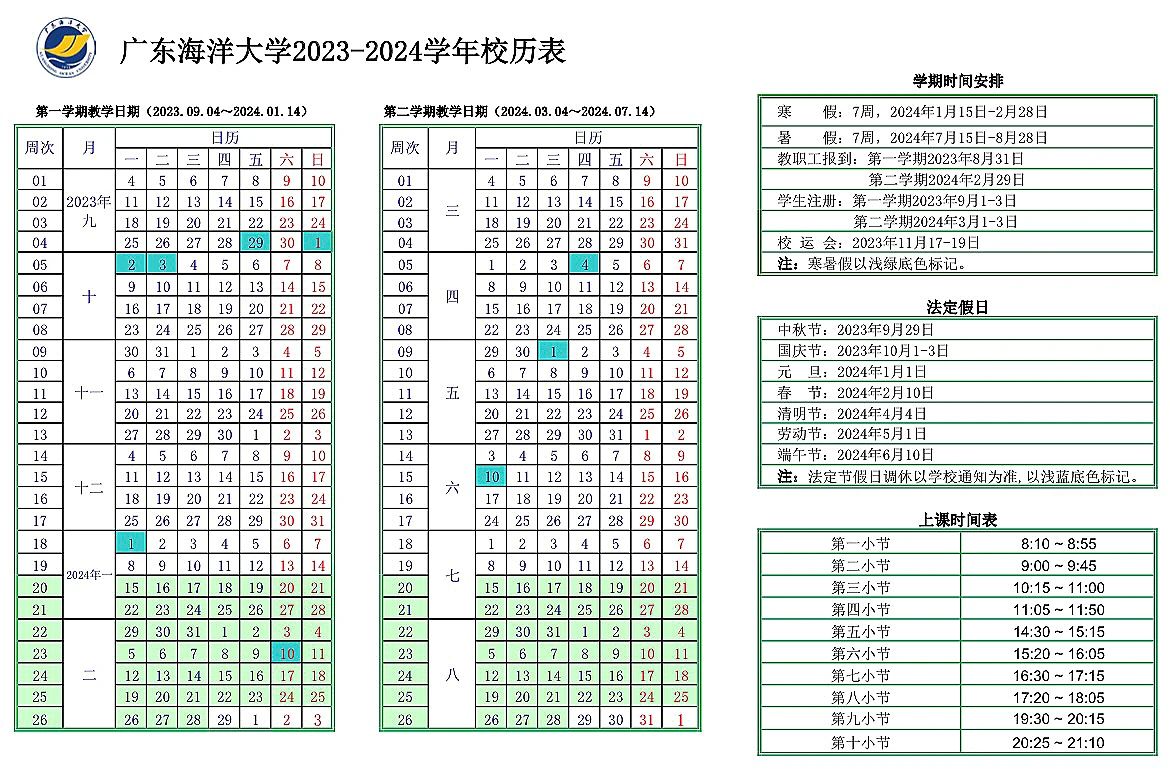 广东海洋大学2023-2024学年校历表
第一学期教学日期（2023.09.04～2024.01.14）
周次 月 日历
一 二 三 四 五 六 日
01 4 5 6 7 8 9 10
02 2023年 11 12 13 14 15 16 17
03 九 18 19 20 21 22 23 24
04 25 26 27 28 29 30 1
05 2 3 4 5 6 7 8
06 十 9 10 11 12 13 14 15
07 16 17 18 19 20 21 22
08 23 24 25 26 27 28 29
09 30 31 1 2 3 4 5
10 6 7 8 9 10 11 12
11 十一 13 14 15 16 17 18 19
12 20 21 22 23 24 25 26
13 27 28 29 30 1 2 3
14 4 5 6 7 8 9 10
15 十二 11 12 13 14 15 16 17
16 18 19 20 21 22 23 24
17 25 26 27 28 29 30 31
18 1 2 3 4 5 6 7
19 2024年一 8 9 10 11 12 13 14
20 15 16 17 18 19 20 21
21 22 23 24 25 26 27 28
22 29 30 31 1 2 3 4
23 5 6 7 8 9 10 11
24 二 12 13 14 15 16 17 18
25 19 20 21 22 23 24 25
26 26 27 28 29 1 2 3
第二学期教学日期（2024.03.04～2024.07.14）
周次 月 日历
一 二 三 四 五 六 日
01 4 5 6 7 8 9 10
02 三 11 12 13 14 15 16 17
03 18 19 20 21 22 23 24
04 25 26 27 28 29 30 31
05 1 2 3 4 5 6 7
06 四 8 9 10 11 12 13 14
07 15 16 17 18 19 20 21
08 22 23 24 25 26 27 28
09 29 30 1 2 3 4 5
10 6 7 8 9 10 11 12
11 五 13 14 15 16 17 18 19
12 20 21 22 23 24 25 26
13 27 28 29 30 31 1 2
14 3 4 5 6 7 8 9
15 六 10 11 12 13 14 15 16
16 17 18 19 20 21 22 23
17 24 25 26 27 28 29 30
18 1 2 3 4 5 6 7
19 七 8 9 10 11 12 13 14
20 15 16 17 18 19 20 21
21 22 23 24 25 26 27 28
22 29 30 31 1 2 3 4
23 5 6 7 8 9 10 11
24 八 12 13 14 15 16 17 18
25 19 20 21 22 23 24 25
26 26 27 28 29 30 31 1
学期时间安排
寒 假：7周，2024年1月15日-2月28日
暑 假：7周，2024年7月15日-8月28日
教职工报到：第一学期2023年8月31日
第二学期2024年2月29日
学生注册：第一学期2023年9月1-3日
第二学期2024年3月1-3日
校 运 会：2023年11月17-19日
注：寒暑假以浅绿底色标记。
法定假日
中秋节：2023年9月29日
国庆节：2023年10月1-3日
元 旦：2024年1月1日
春 节：2024年2月10日
清明节：2024年4月4日
劳动节：2024年5月1日
端午节：2024年6月10日
注：法定节假日调休以学校通知为准,以浅蓝底色标记。
上课时间表
第一小节 8:10 ~ 8:55
第二小节 9:00 ~ 9:45
第三小节 10:15 ~ 11:00
第四小节 11:05 ~ 11:50
第五小节 14:30 ~ 15:15
第六小节 15:20 ~ 16:05
第七小节 16:30 ~ 17:15
第八小节 17:20 ~ 18:05
第九小节 19:30 ~ 20:15
第十小节 20:25 ~ 21:10